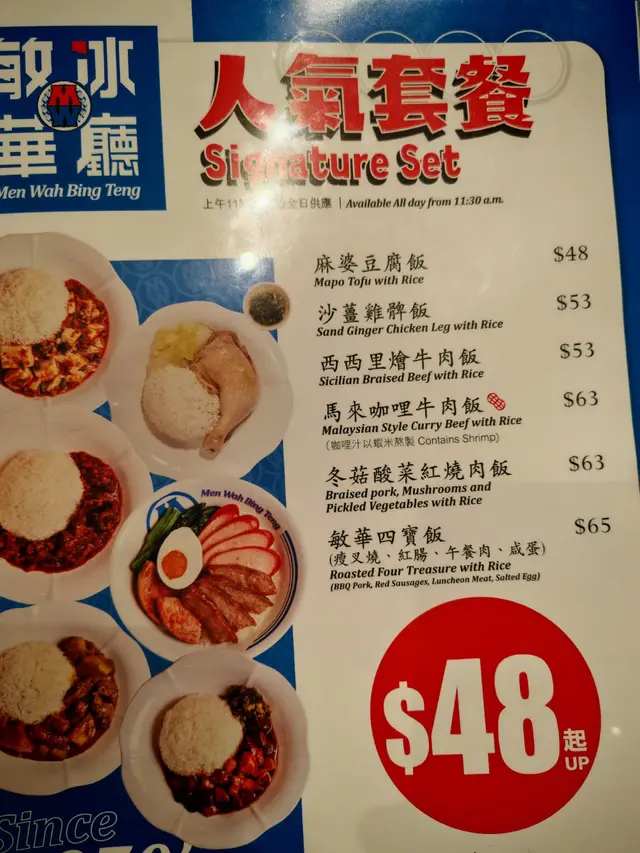 敏 冰
華 廳
Men Wah Bing Teng
人氣套餐
Signature Set
上午11 全日供應 | Available All day from 11:30 a.m.
麻婆豆腐飯 $48
Mapo Tofu with Rice
沙薑雞髀飯 $53
Sand Ginger Chicken Leg with Rice
西西里燴牛肉飯 $53
Sicilian Braised Beef with Rice
馬來咖哩牛肉飯 $63
Malaysian Style Curry Beef with Rice
(咖哩汁以蝦米熬製 Contains Shrimp)
冬菇酸菜紅燒肉飯 $63
Braised pork, Mushrooms and
Pickled Vegetables with Rice
敏華四寶飯 $65
(瘦叉燒、紅腸、午餐肉、咸蛋)
Roasted Four Treasure with Rice
(BBQ Pork, Red Sausages, Luncheon Meat, Salted Egg)
Men Wah Bing Teng
$48 起
UP
Since